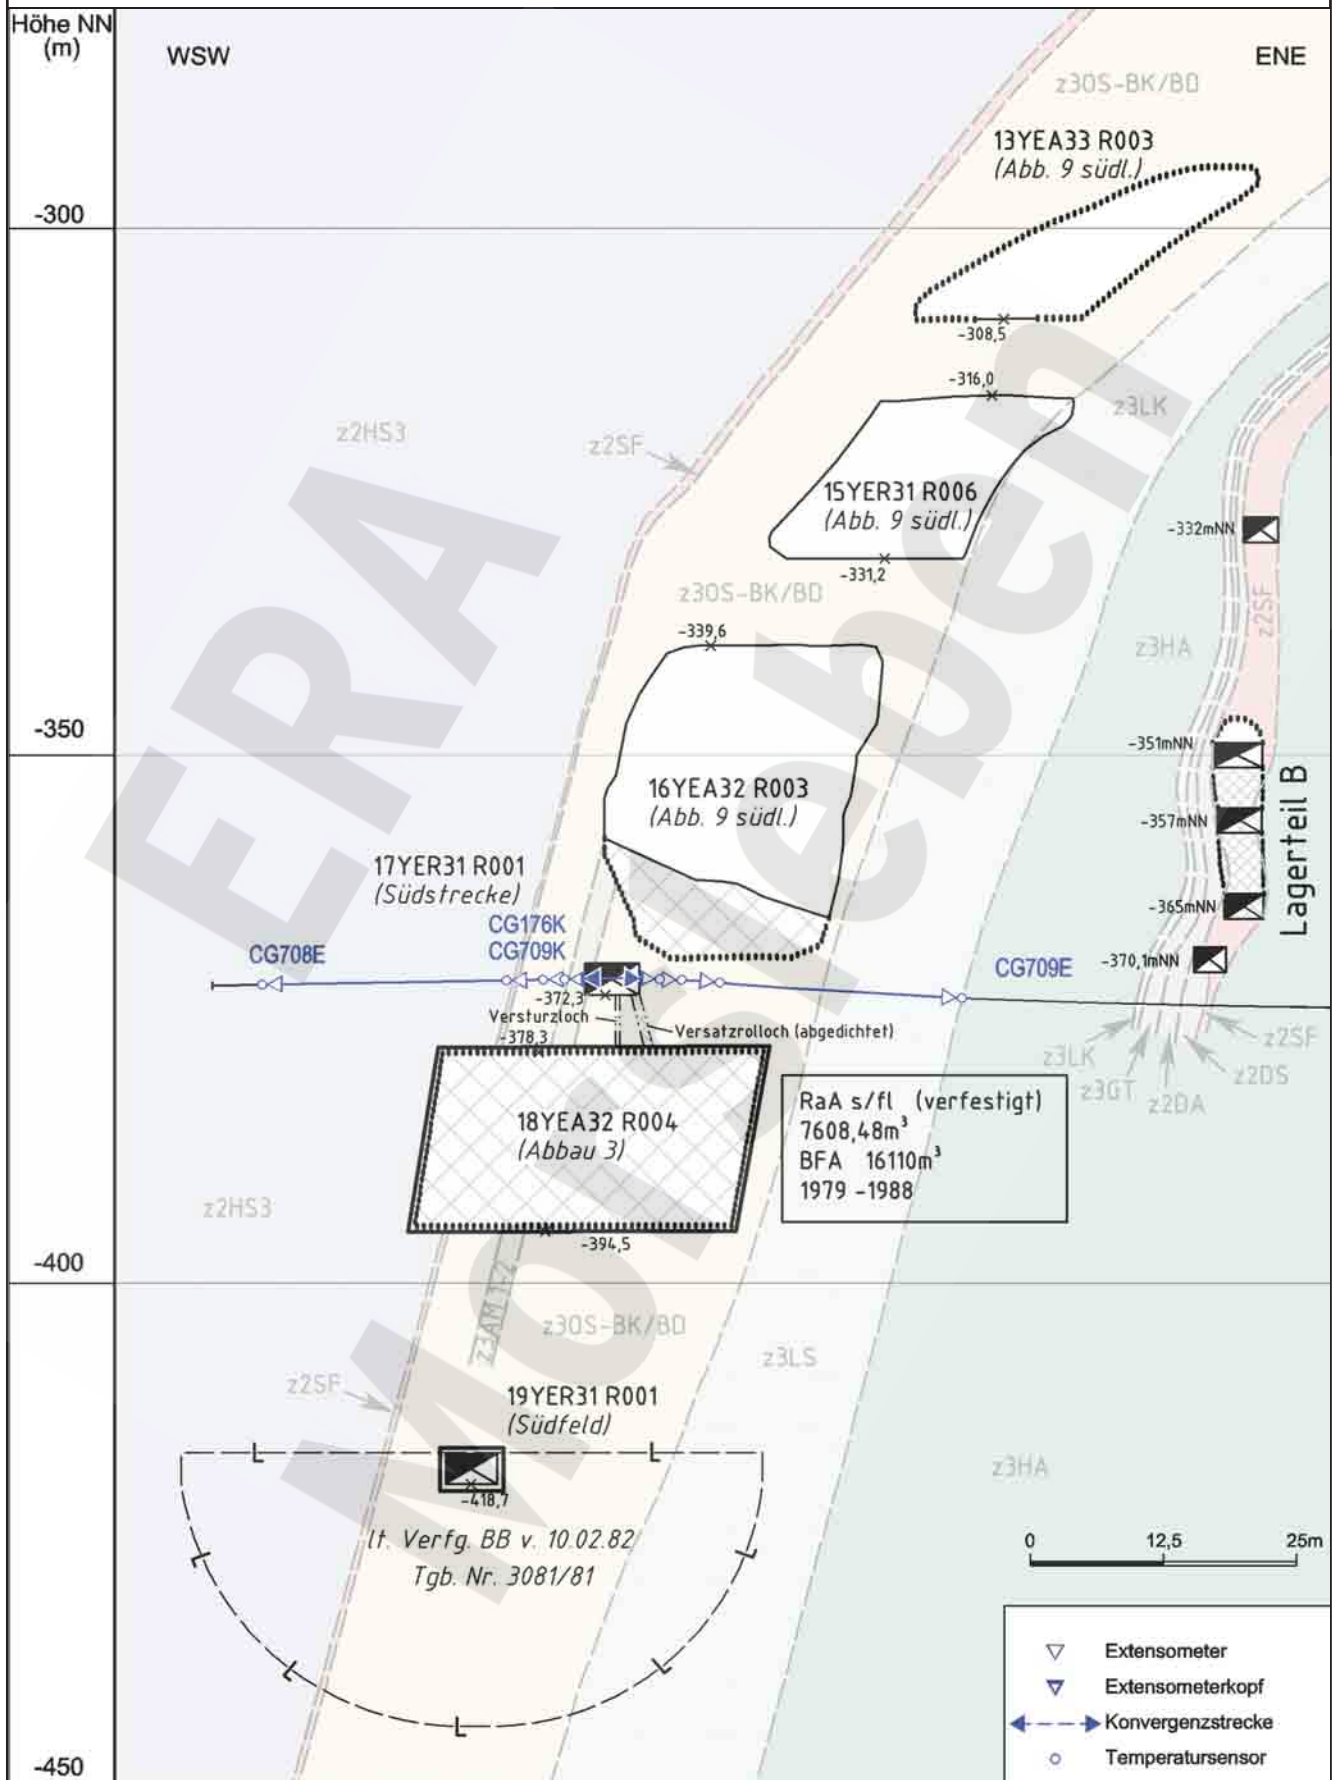 Höhe NN
(m)
WSW
ENE
z3OS-BK/BD
13YEA33 R003
(Abb. 9 südl.)
-300
-308,5
-316,0
z3LK
z2HS3
z2SF
15YER31 R006
(Abb. 9 südl.)
-332mNN
-331,2
z3OS-BK/BD
z2SF
-339,6
z3HA
-350
-351mNN
16YEA32 R003
(Abb. 9 südl.)
-357mNN
Lagerteil B
17YER31 R001
(Südstrecke)
-365mNN
CG176K
CG708E
CG709K
CG709E
-370,1mNN
-372,3
Versturzloch
Versatzrolloch (abgedichtet)
-378,3
z2SF
z3LK
z2DS
z3GT
z2DA
RaA s/fl (verfestigt)
7608,48m³
BFA 16110m³
1979 -1988
18YEA32 R004
(Abbau 3)
z2HS3
-394,5
-400
z3AM 1-2
z3OS-BK/BD
z3LS
z2SF
19YER31 R001
(Südfeld)
L
L
z3HA
-418,7
lt. Verfg. BB v. 10.02.82
Tgb. Nr. 3081/81
L
L
0 12,5 25m
L
L
L
Extensometer
Extensometerkopf
Konvergenzstrecke
Temperatursensor
-450
ERA
Morsleben